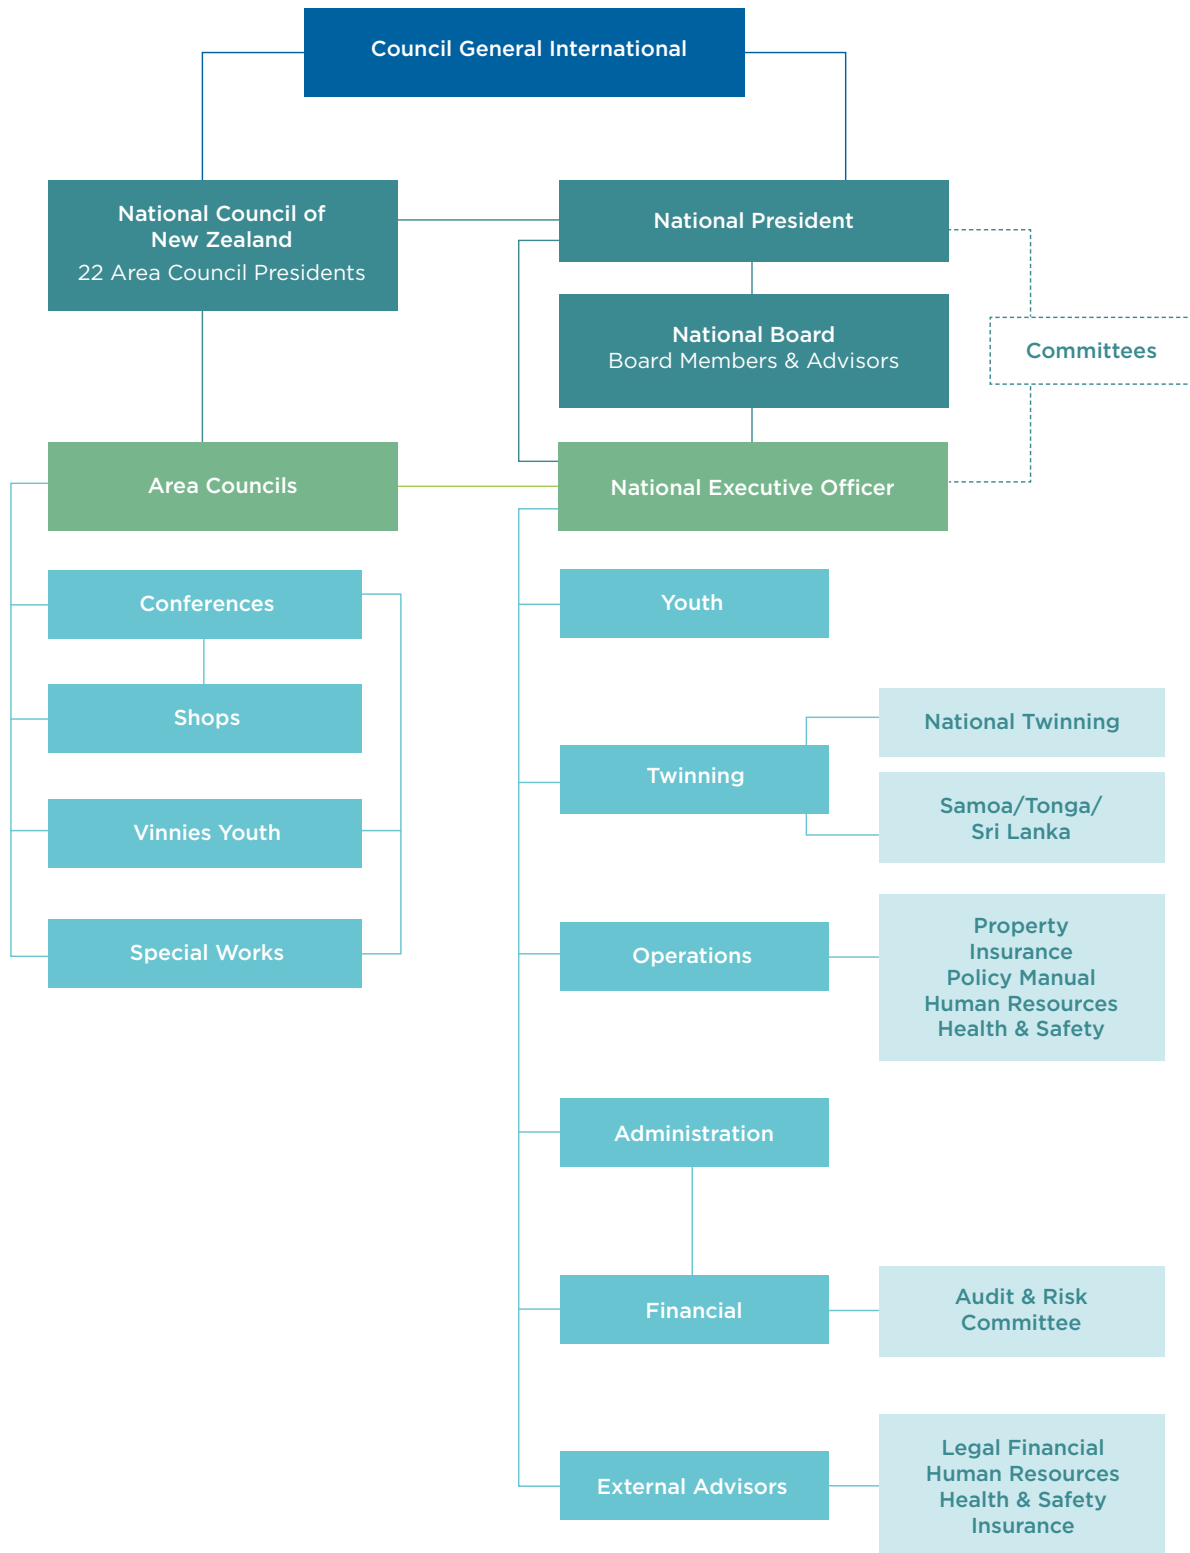 Council General International
National Council of
New Zealand
22 Area Council Presidents
National President
National Board
Board Members & Advisors
Committees
Area Councils
National Executive Officer
Conferences
Shops
Vinnies Youth
Special Works
Youth
Twinning
National Twinning
Samoa/Tonga/
Sri Lanka
Operations
Property
Insurance
Policy Manual
Human Resources
Health & Safety
Administration
Financial
Audit & Risk
Committee
External Advisors
Legal Financial
Human Resources
Health & Safety
Insurance